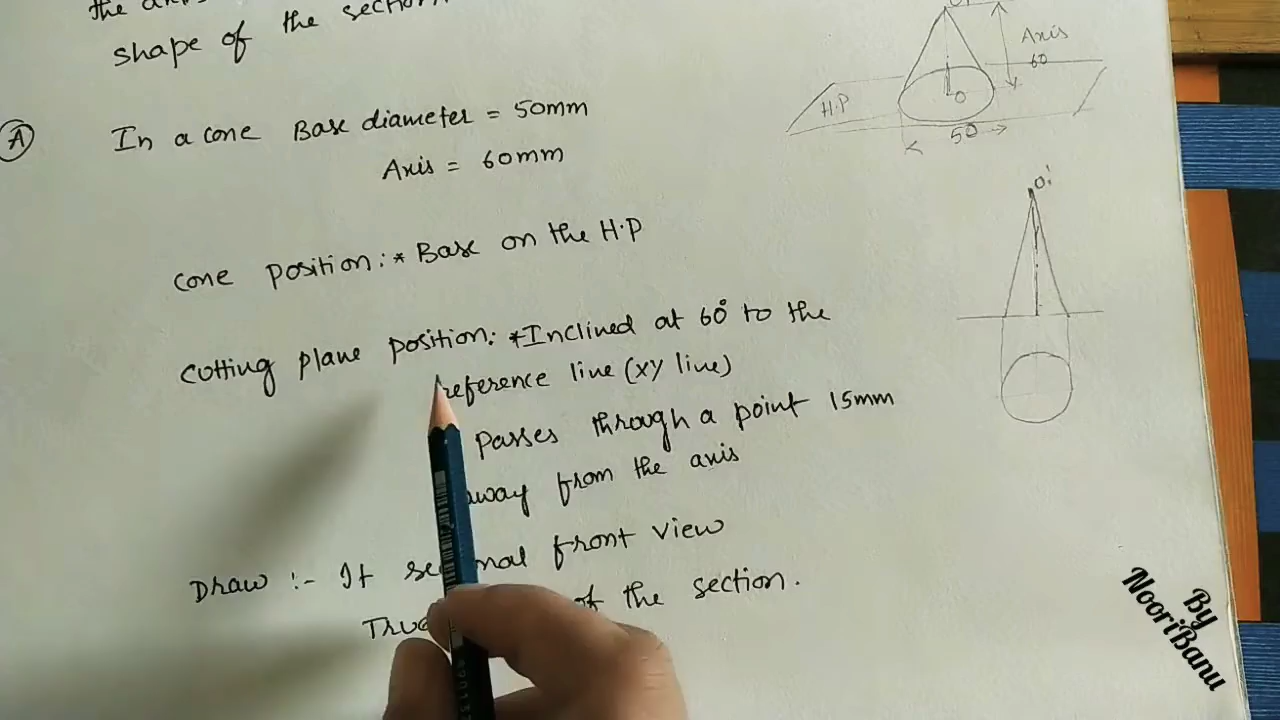 the
shape of the section
A In a cone Base diameter = 50mm
Axis = 60mm
cone position: * Base on the H.P
cutting plane position: * Inclined at 60° to the
reference line (xy line)
passes through a point 15mm
away from the axis
Draw :- It front view
of the section.
Axis
60
H.P
O
50
O'
By
NooriBanu